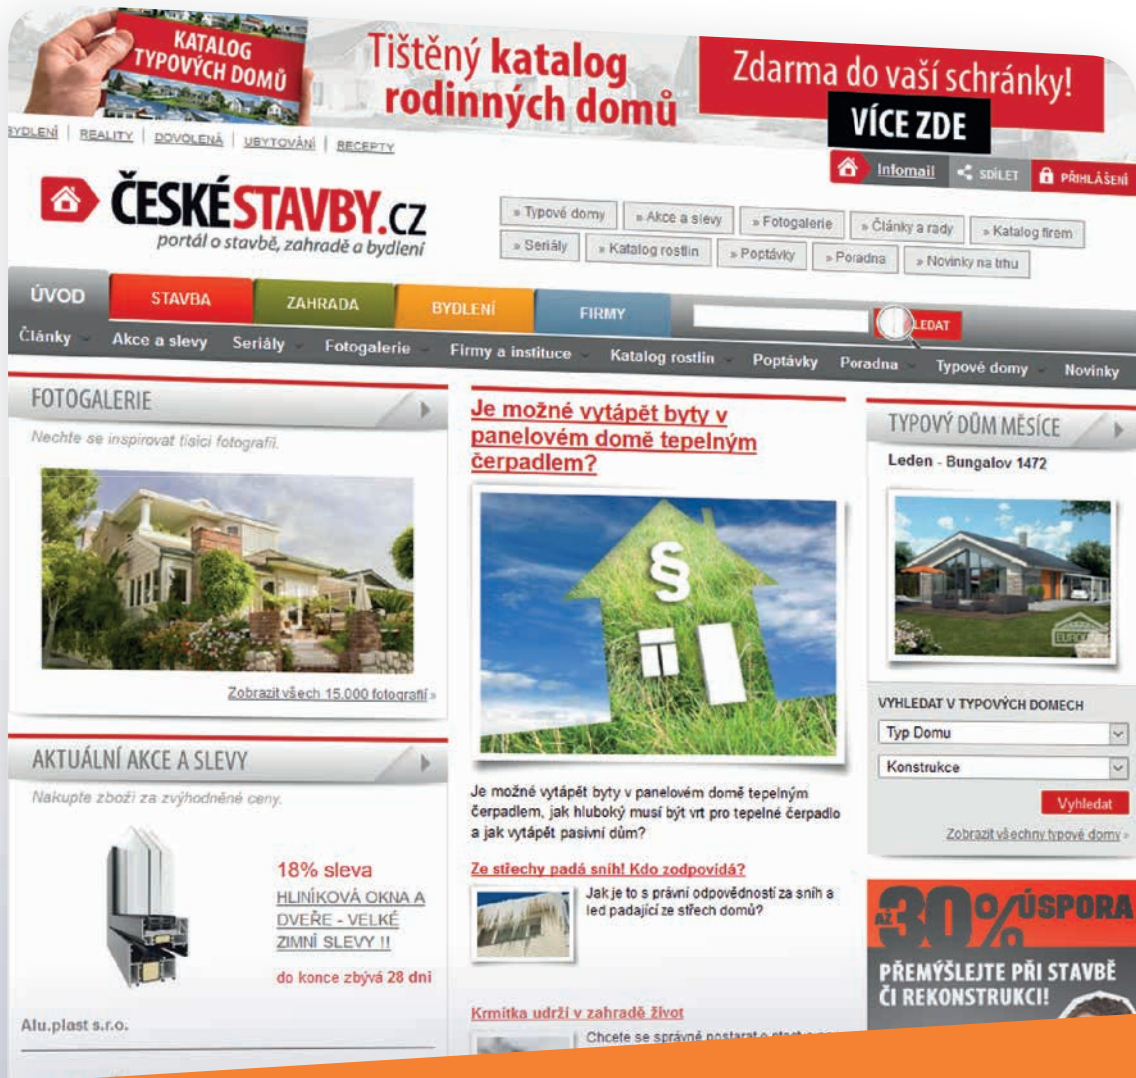 KATALOG
TYPOVÝCH DOMŮ
Tištěný katalog
rodinných domů
Zdarma do vaší schránky!
VÍCE ZDE
BYDLENÍ | REALITY | DOVOLENÁ | UBYTOVÁNÍ | RECEPTY
Infomail SDÍLET PŘIHLÁŠENÍ
ČESKÉSTAVBY.CZ
portál o stavbě, zahradě a bydlení
» Typové domy » Akce a slevy » Fotogalerie » Články a rady » Katalog firem
» Seriály » Katalog rostlin » Poptávky » Poradna » Novinky na trhu
ÚVOD STAVBA ZAHRADA BYDLENÍ FIRMY LEDAT
Články Akce a slevy Seriály Fotogalerie Firmy a instituce Katalog rostlin Poptávky Poradna Typové domy Novinky
FOTOGALERIE
Nechte se inspirovat tisíci fotografií.
Zobrazit všech 15.000 fotografií »
AKTUÁLNÍ AKCE A SLEVY
Nakupte zboží za zvýhodněné ceny.
18% sleva
HLINÍKOVÁ OKNA A
DVEŘE - VELKÉ
ZIMNÍ SLEVY !!
do konce zbývá 28 dni
Alu.plast s.r.o.
Je možné vytápět byty v
panelovém domě tepelným
čerpadlem?
§
Je možné vytápět byty v panelovém domě tepelným
čerpadlem, jak hluboký musí být vrt pro tepelné čerpadlo
a jak vytápět pasivní dům?
Ze střechy padá sníh! Kdo zodpovídá?
Jak je to s právní odpovědností za sníh a
led padající ze střech domů?
Krmítka udrží v zahradě život
Chcete se správně postarat o
TYPOVÝ DŮM MĚSÍCE
Leden - Bungalov 1472
VYHLEDAT V TYPOVÝCH DOMECH
Typ Domu
Konstrukce
Vyhledat
Zobrazit všechny typové domy »
AŽ 30% ÚSPORA
PŘEMÝŠLEJTE PŘI STAVBĚ
ČI REKONSTRUKCI!